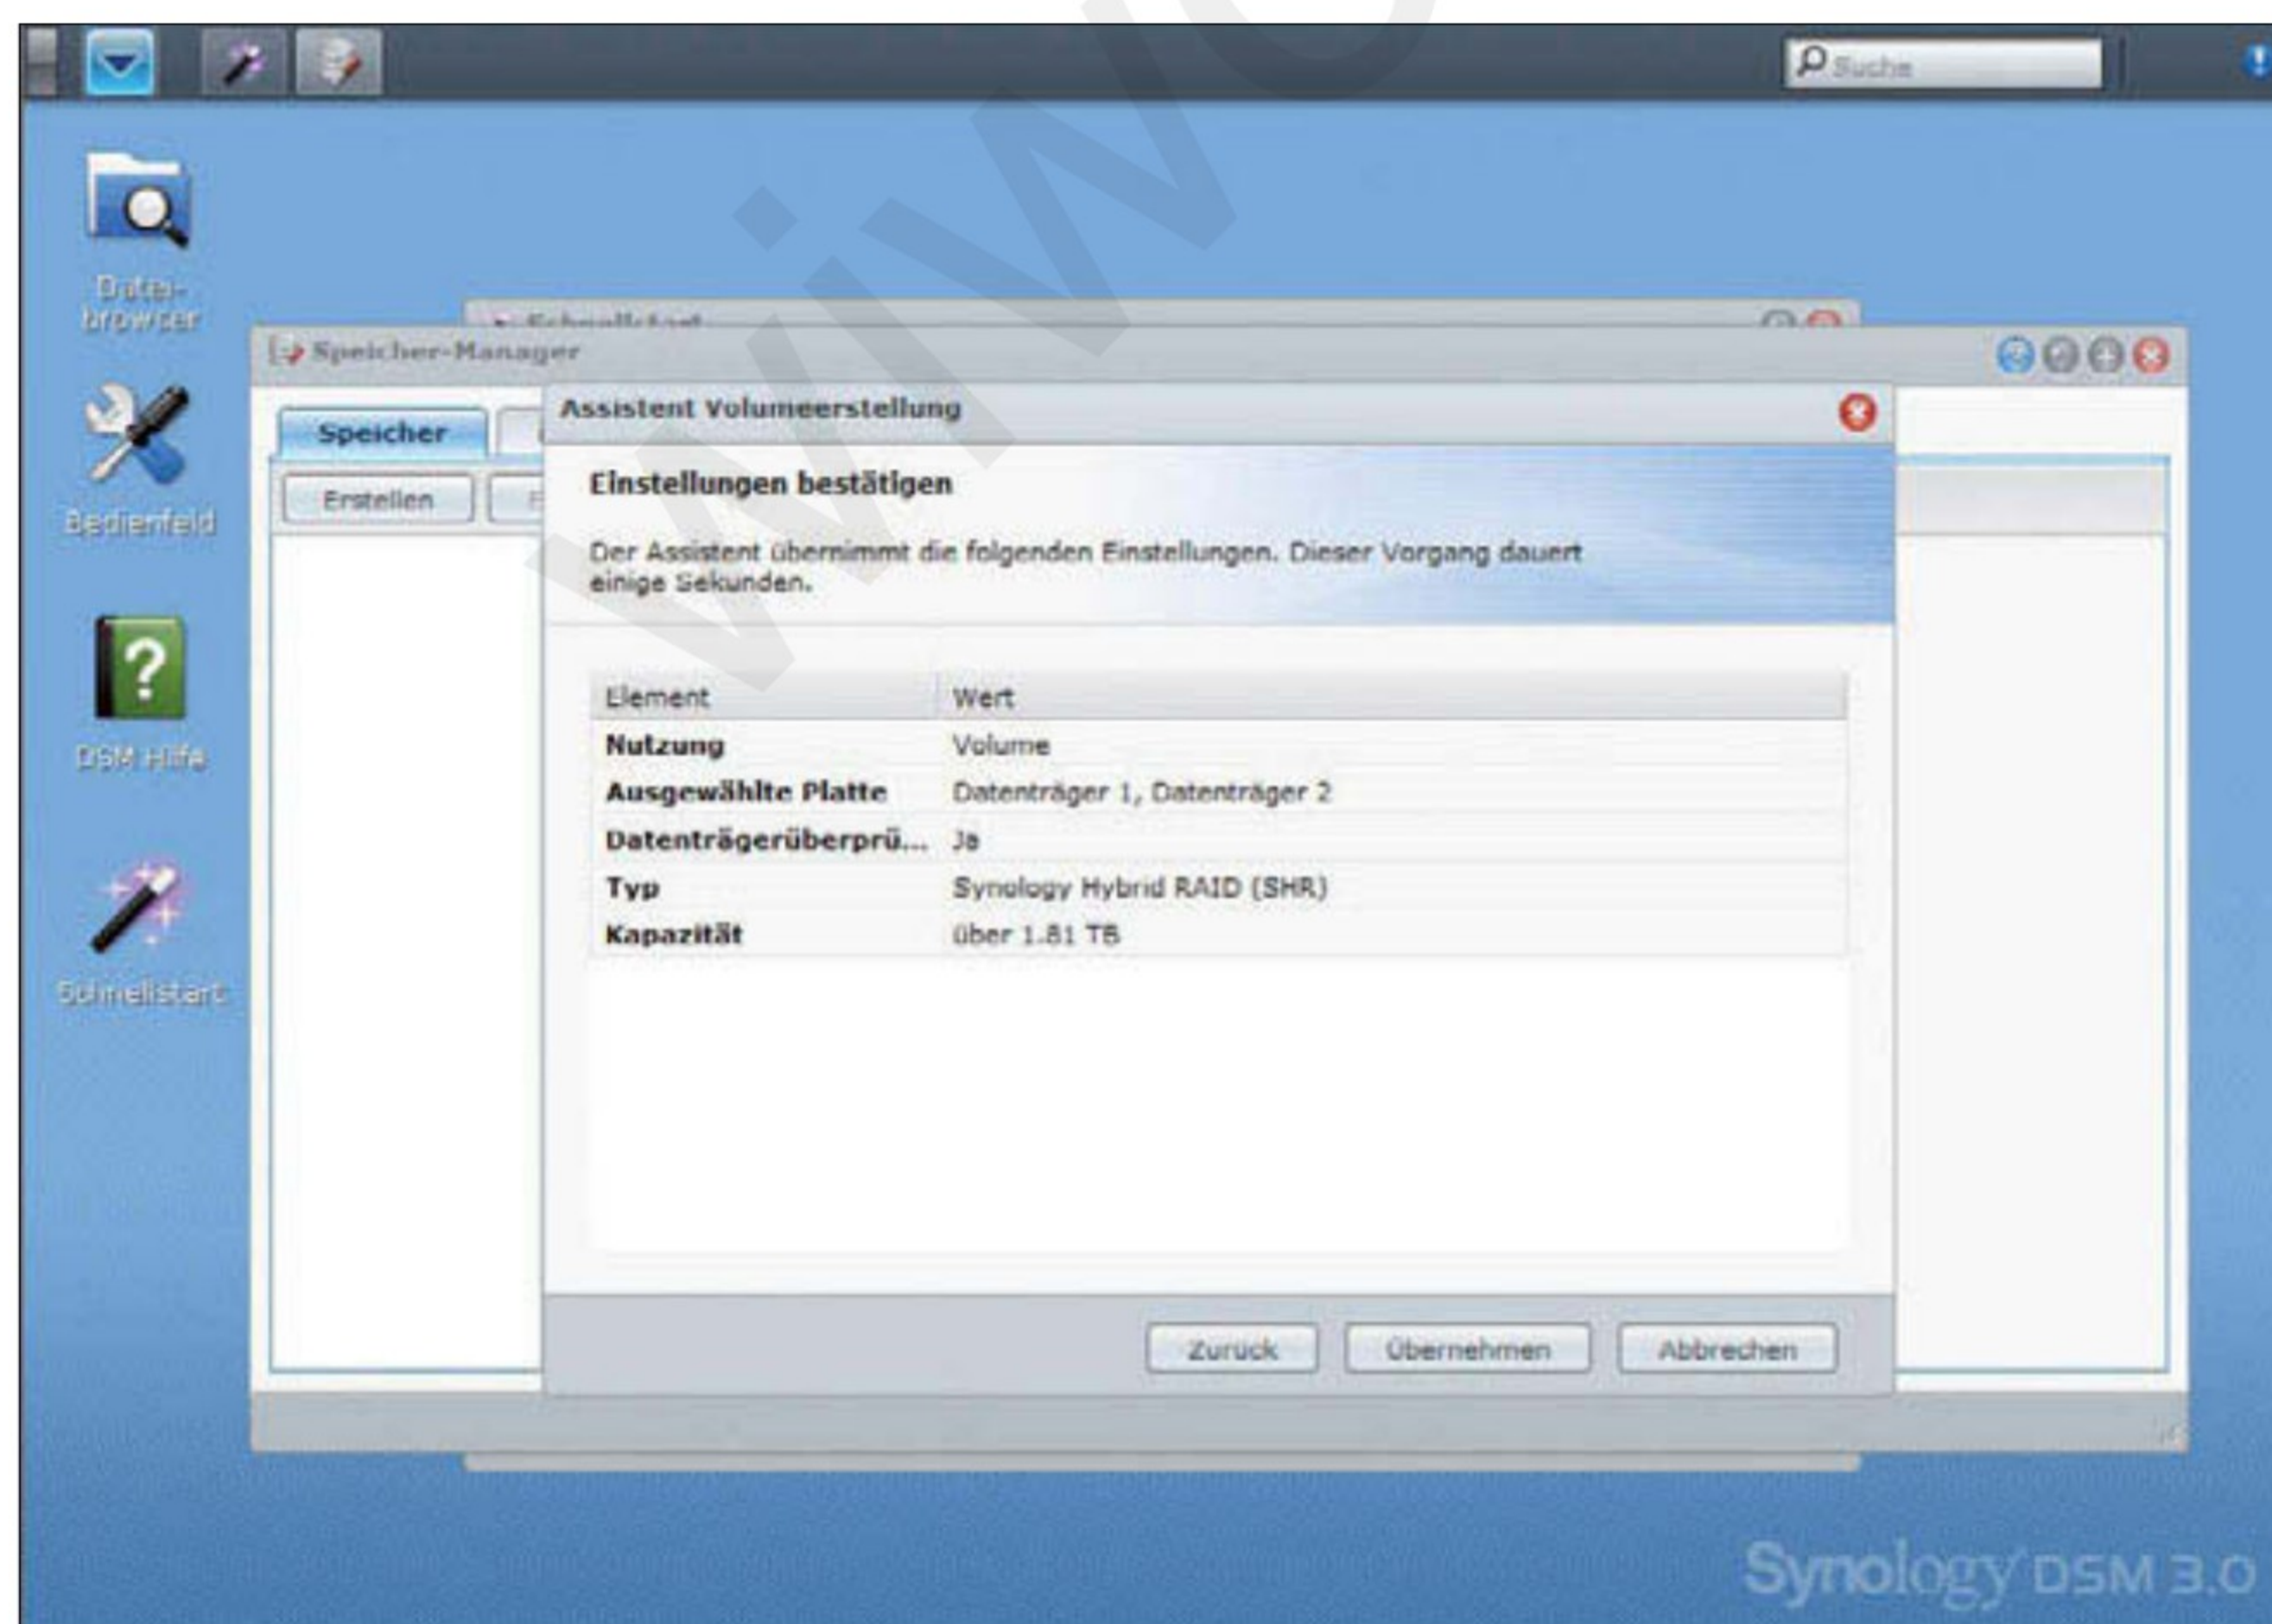 Suche
Datei-
browser
Schnellstart
Speicher-Manager
Assistent Volumeerstellung
Speicher
Erstellen
Einstellungen bestätigen
Der Assistent übernimmt die folgenden Einstellungen. Dieser Vorgang dauert
einige Sekunden.
Bedienfeld
Element Wert
Nutzung Volume
Ausgewählte Platte Datenträger 1, Datenträger 2
Datenträgerüberprü... Ja
Typ Synology Hybrid RAID (SHR)
Kapazität über 1.81 TB
DSM Hilfe
Schnellstart
Zurück Übernehmen Abbrechen
Synology DSM 3.0